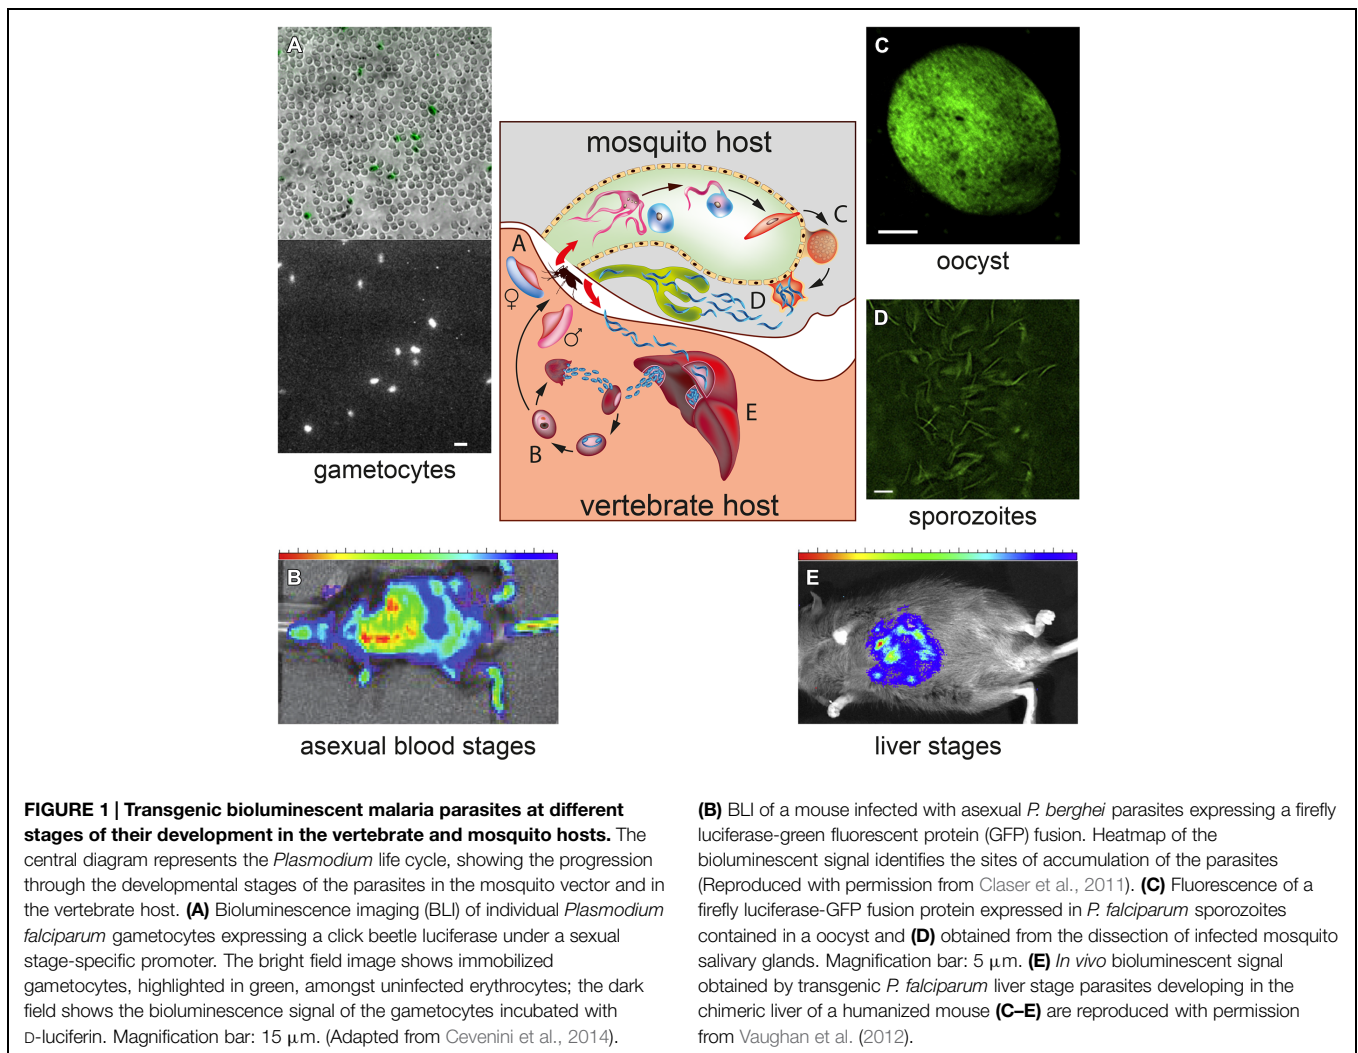 A
gametocytes
mosquito host
A
♀
♂
B
C
D
E
vertebrate host
C
oocyst
D
sporozoites
B
asexual blood stages
E
liver stages
FIGURE 1 | Transgenic bioluminescent malaria parasites at different
stages of their development in the vertebrate and mosquito hosts. The
central diagram represents the Plasmodium life cycle, showing the progression
through the developmental stages of the parasites in the mosquito vector and in
the vertebrate host. (A) Bioluminescence imaging (BLI) of individual Plasmodium
falciparum gametocytes expressing a click beetle luciferase under a sexual
stage-specific promoter. The bright field image shows immobilized
gametocytes, highlighted in green, amongst uninfected erythrocytes; the dark
field shows the bioluminescence signal of the gametocytes incubated with
D-luciferin. Magnification bar: 15 μm. (Adapted from Cevenini et al., 2014).
(B) BLI of a mouse infected with asexual P. berghei parasites expressing a firefly
luciferase-green fluorescent protein (GFP) fusion. Heatmap of the
bioluminescent signal identifies the sites of accumulation of the parasites
(Reproduced with permission from Claser et al., 2011). (C) Fluorescence of a
firefly luciferase-GFP fusion protein expressed in P. falciparum sporozoites
contained in a oocyst and (D) obtained from the dissection of infected mosquito
salivary glands. Magnification bar: 5 μm. (E) In vivo bioluminescent signal
obtained by transgenic P. falciparum liver stage parasites developing in the
chimeric liver of a humanized mouse (C–E) are reproduced with permission
from Vaughan et al. (2012).